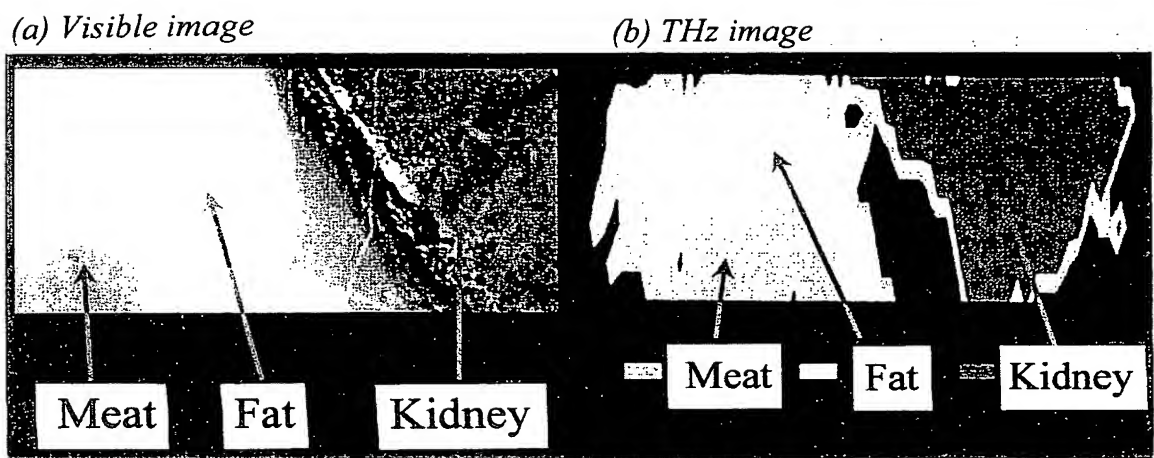 (a) Visible image
(b) THz image
Meat
Fat
Kidney
Meat
Fat
Kidney